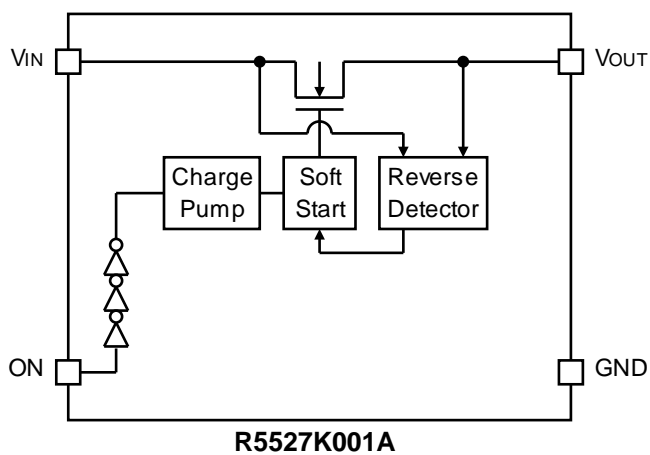 VIN
VOUT
Charge
Pump
Soft
Start
Reverse
Detector
ON
GND
R5527K001A